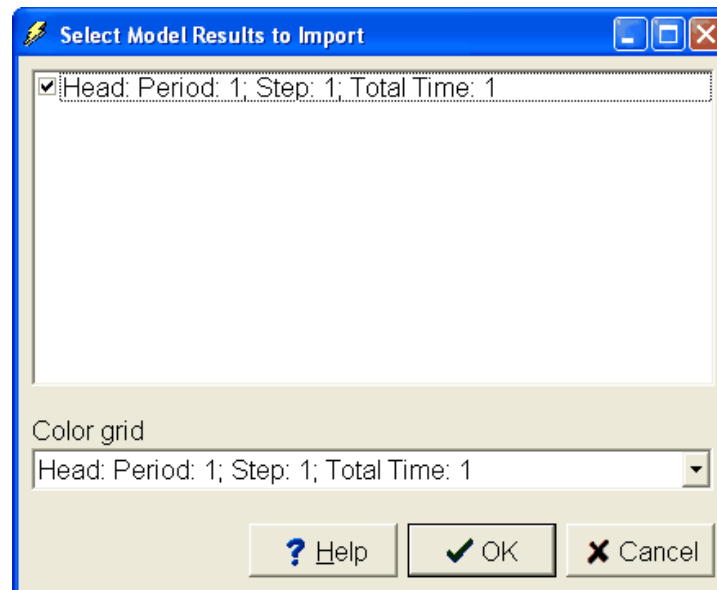 Select Model Results to Import
Head: Period: 1; Step: 1; Total Time: 1
Color grid
Head: Period: 1; Step: 1; Total Time: 1
? Help
OK
Cancel